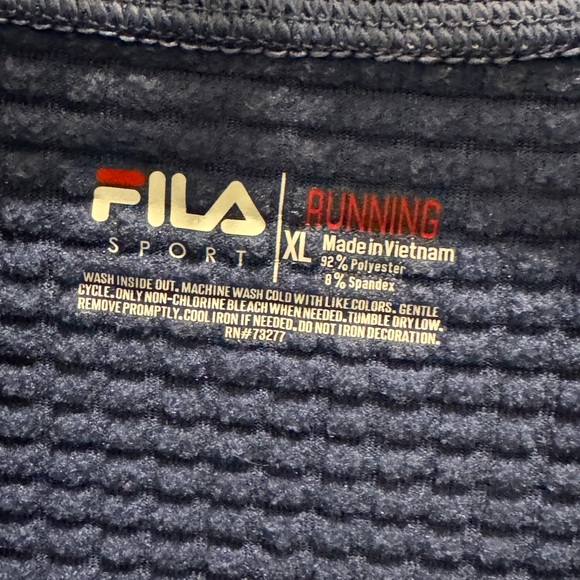 FILA
SPORT
XL
RUNNING
Made in Vietnam
92% Polyester
8% Spandex
WASH INSIDE OUT. MACHINE WASH COLD WITH LIKE COLORS. GENTLE
CYCLE. ONLY NON-CHLORINE BLEACH WHEN NEEDED. TUMBLE DRY LOW.
REMOVE PROMPTLY. COOL IRON IF NEEDED. DO NOT IRON DECORATION.
RN#73277